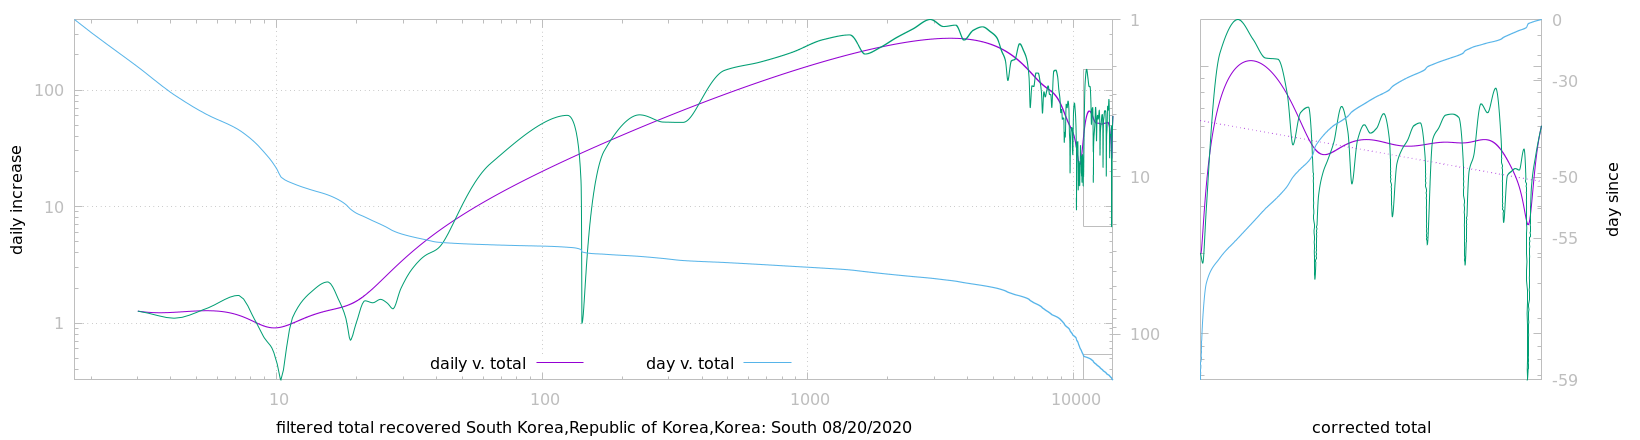 1
0
100
-30
daily increase
10
10
-50
day since
-55
1
100
daily v. total
day v. total
-59
10
100
1000
10000
filtered total recovered South Korea,Republic of Korea,Korea: South 08/20/2020
corrected total